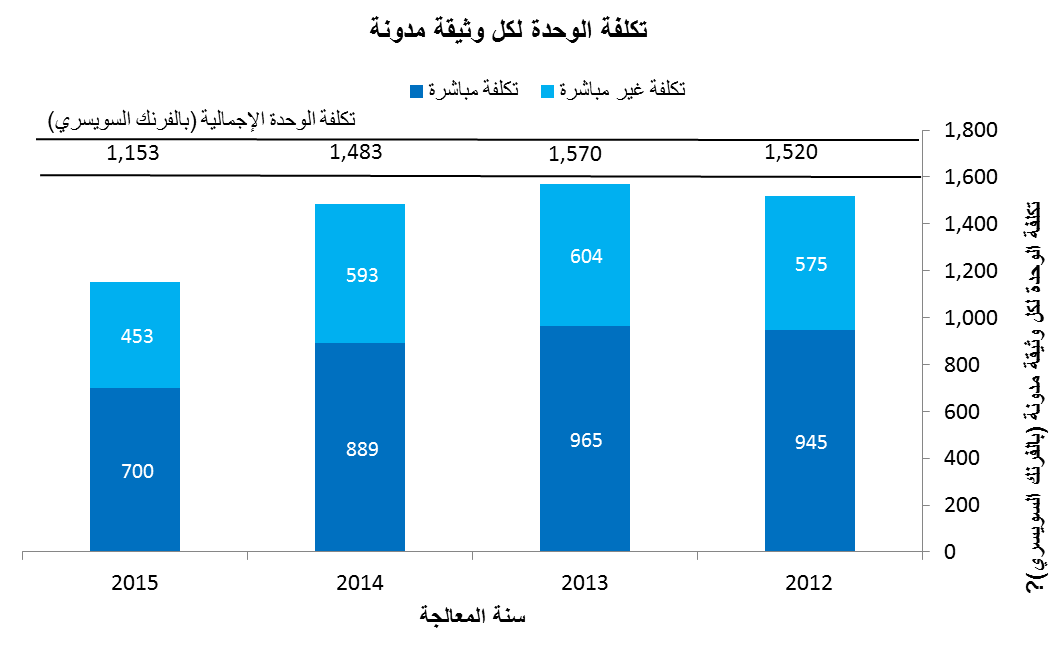 تكلفة الوحدة لكل وثيقة مدونة
تكلفة مباشرة تكلفة غير مباشرة
تكلفة الوحدة الإجمالية (بالفرنك السويسري)
1,153 1,483 1,570 1,520
1,800
1,600
1,400
1,200
1,000
800
600
400
200
0
تكلفة الوحدة لكل وثيقة مدونة (بالفرنك السويسري)?
453 593 604 575
700 889 965 945
2015 2014 2013 2012
سنة المعالجة